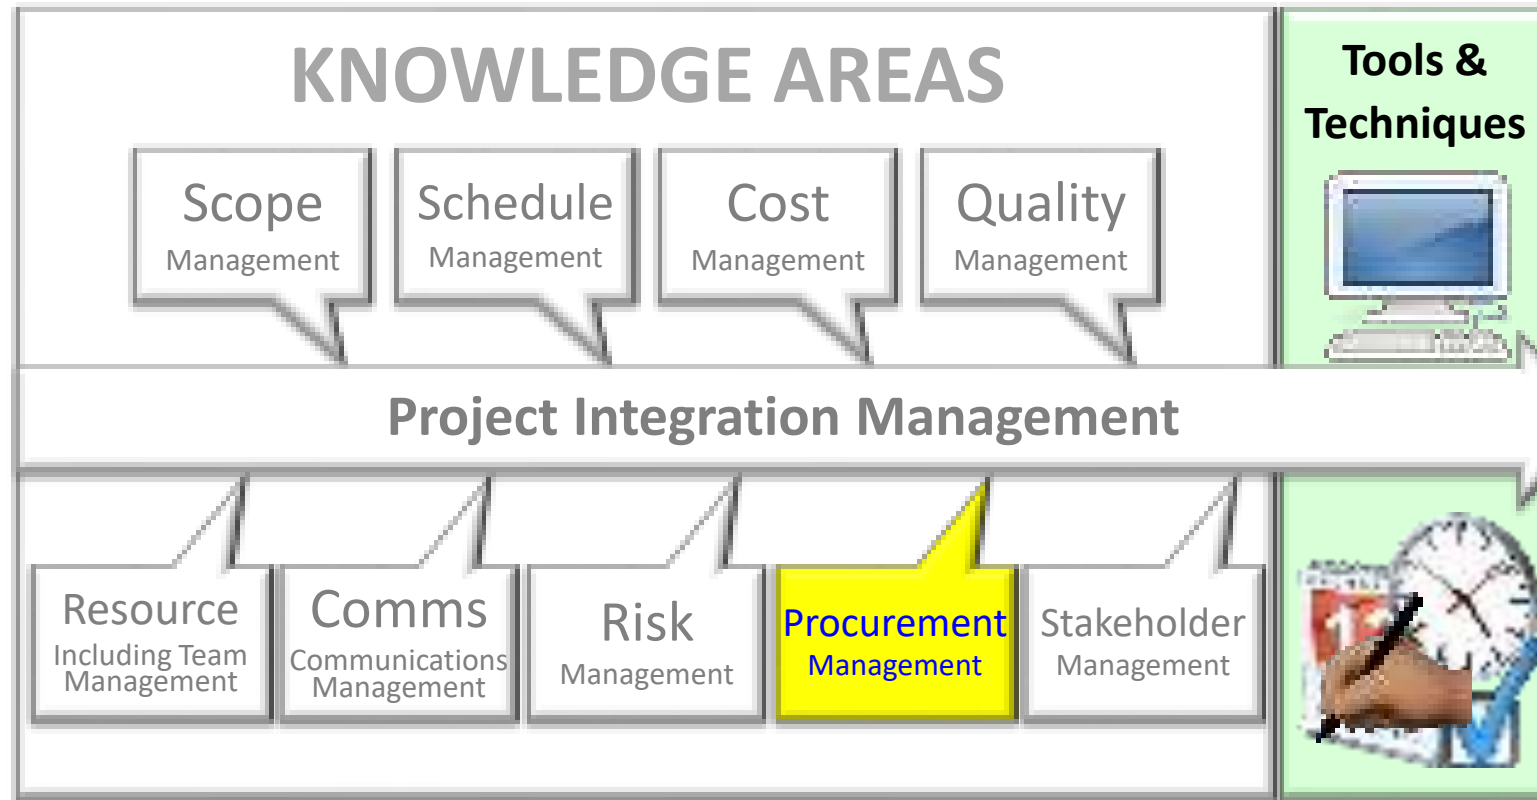 KNOWLEDGE AREAS
Tools &
Techniques
Scope
Management
Schedule
Management
Cost
Management
Quality
Management
Project Integration Management
Resource
Including Team
Management
Comms
Communications
Management
Risk
Management
Procurement
Management
Stakeholder
Management